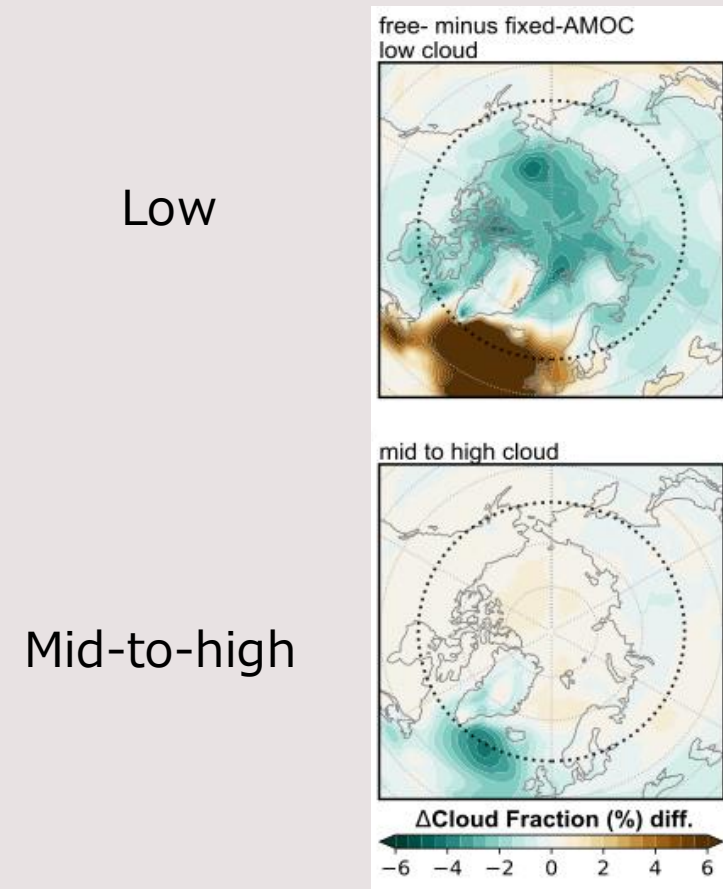 free- minus fixed-AMOC
low cloud
Low
mid to high cloud
Mid-to-high
ΔCloud Fraction (%) diff.
−6 −4 −2 0 2 4 6